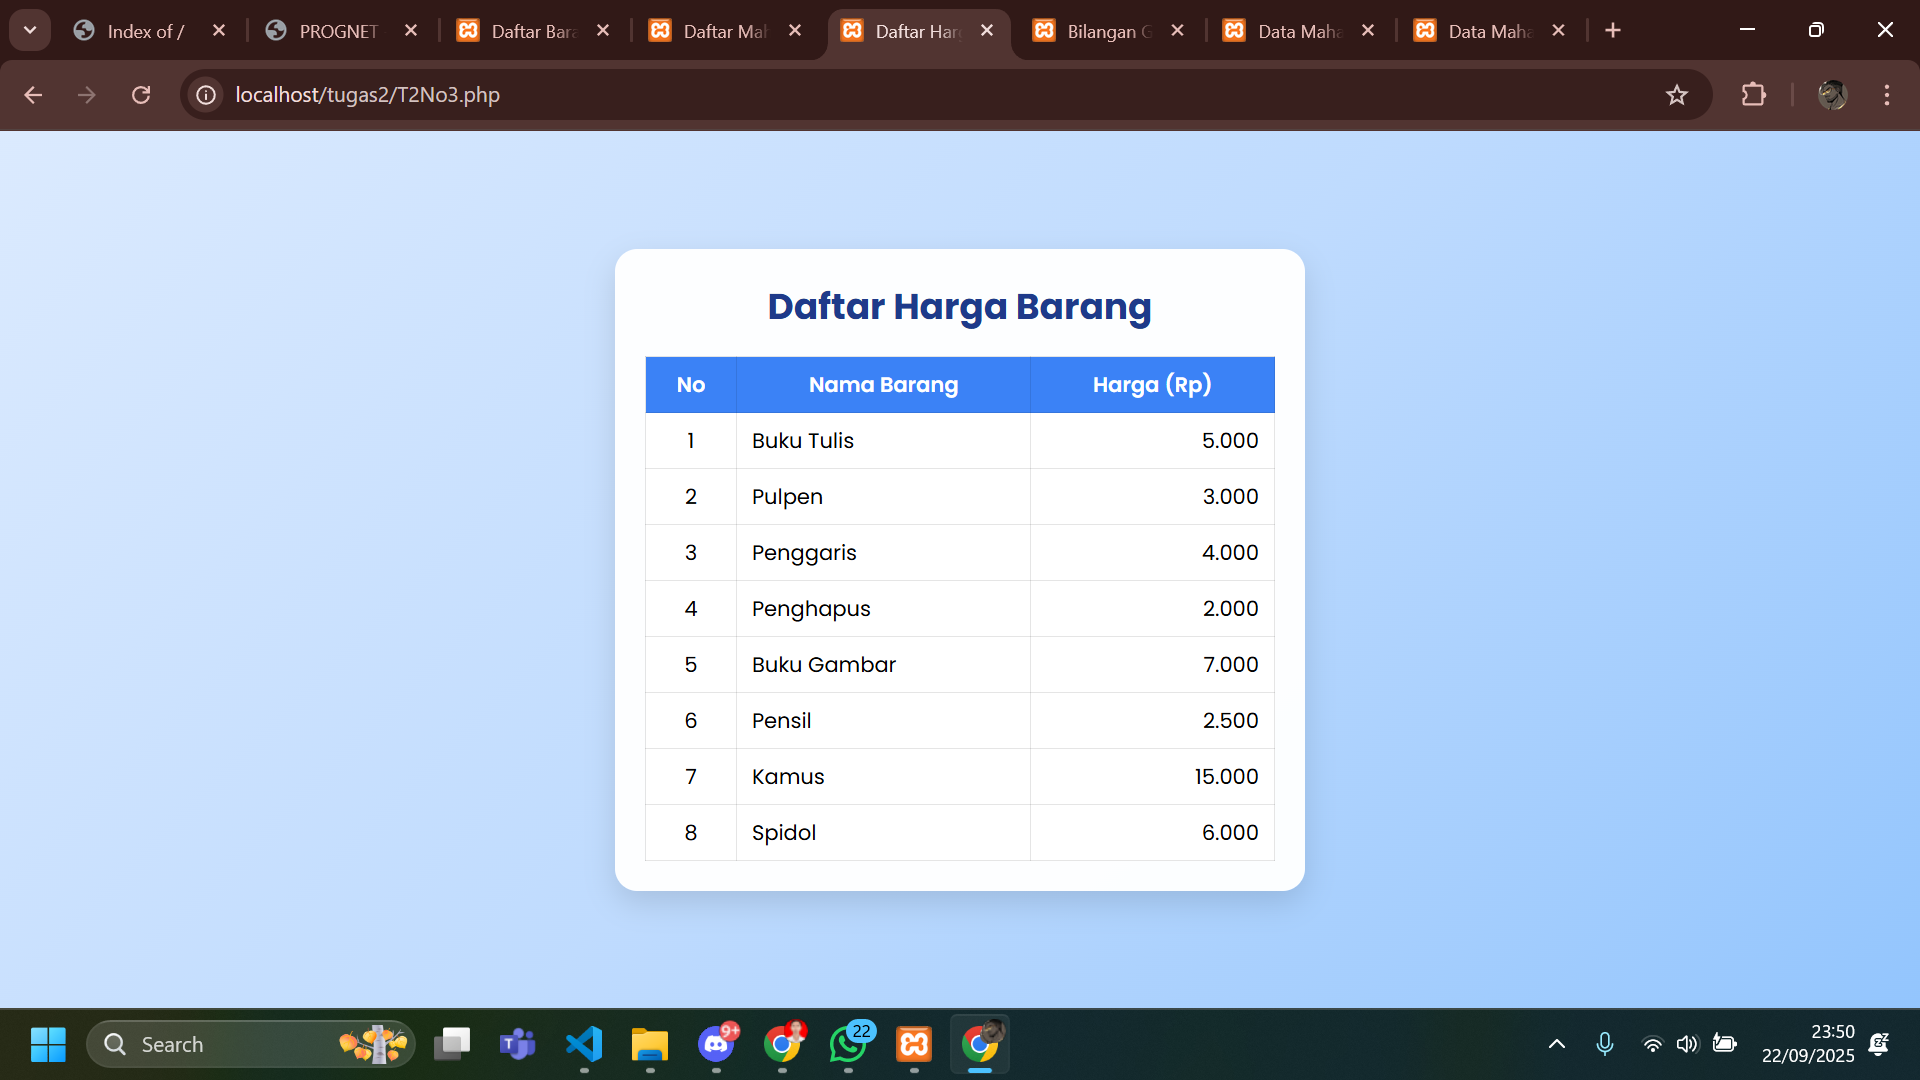 Index of /
PROGNET
Daftar Bara
Daftar Mah
Daftar Harg
Bilangan G
Data Maha
Data Maha
localhost/tugas2/T2No3.php
Daftar Harga Barang
No Nama Barang Harga (Rp)
1 Buku Tulis 5.000
2 Pulpen 3.000
3 Penggaris 4.000
4 Penghapus 2.000
5 Buku Gambar 7.000
6 Pensil 2.500
7 Kamus 15.000
8 Spidol 6.000
Search
9+
22
23:50
22/09/2025